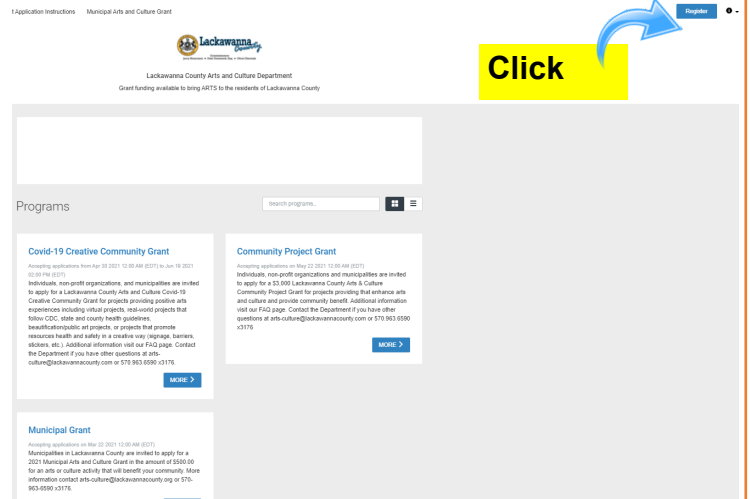 t Application Instructions Municipal Arts and Culture Grant
Register
Lackawanna
County
Click
Lackawanna County Arts and Culture Department
Grant funding available to bring ARTS to the residents of Lackawanna County
Programs
Search programs..
Covid-19 Creative Community Grant
Accepting applications from Apr 30 2021 12:00 AM (EDT) to Jun 18 2021
02:00 PM (EDT)
Individuals, non-profit organizations, and municipalities are invited
to apply for a Lackawanna County Arts and Culture Covid-19
Creative Community Grant for projects providing positive arts
experiences including virtual projects, real-world projects that
follow CDC, state and county health guidelines,
beautification/public art projects, or projects that promote
resources health and safety in a creative way (signage, barriers,
stickers, etc.). Additional information visit our FAQ page. Contact
the Department if you have other questions at arts-
culture@lackawannacounty.com or 570.963.6590 x3176.
MORE >
Community Project Grant
Accepting applications on May 22 2021 12:00 AM (EDT)
Individuals, non-profit organizations and municipalities are invited
to apply for a $3,000 Lackawanna County Arts & Culture
Community Project Grant for projects providing that enhance arts
and culture and provide community benefit. Additional information
visit our FAQ page. Contact the Department if you have other
questions at arts-culture@lackawannacounty.com or 570.963.6590
x3176
MORE >
Municipal Grant
Accepting applications on Mar 22 2021 12:00 AM (EDT)
Municipalities in Lackawanna County are invited to apply for a
2021 Municipal Arts and Culture Grant in the amount of $500.00
for an arts or culture activity that will benefit your community. More
information contact arts-culture@lackawannacounty.org or 570-
963-6590 x3176.